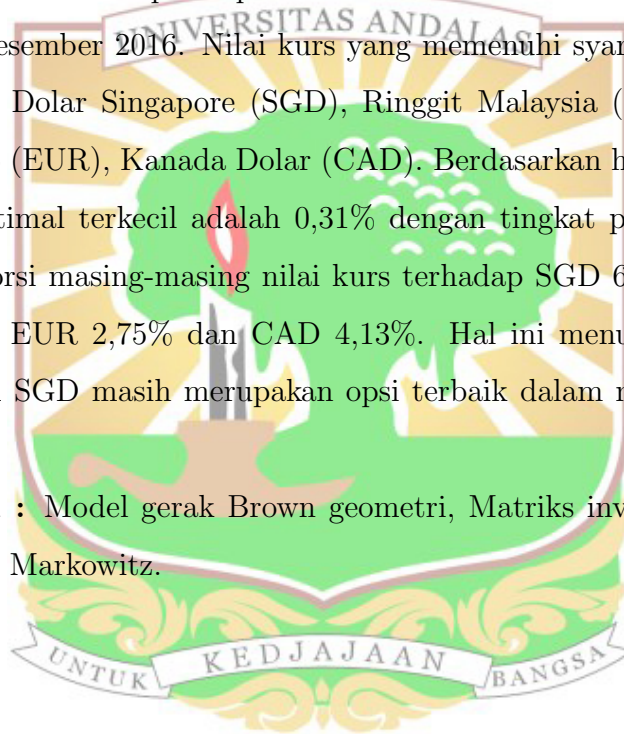 UNIVERSITAS ANDALAS
esember 2016. Nilai kurs yang memenuhi syar
Dolar Singapore (SGD), Ringgit Malaysia (
(EUR), Kanada Dolar (CAD). Berdasarkan h
timal terkecil adalah 0,31% dengan tingkat p
orsi masing-masing nilai kurs terhadap SGD 6
EUR 2,75% dan CAD 4,13%. Hal ini menu
SGD masih merupakan opsi terbaik dalam
: Model gerak Brown geometri, Matriks inv
Markowitz.
UNTUK KEDJAJAAN BANGSA